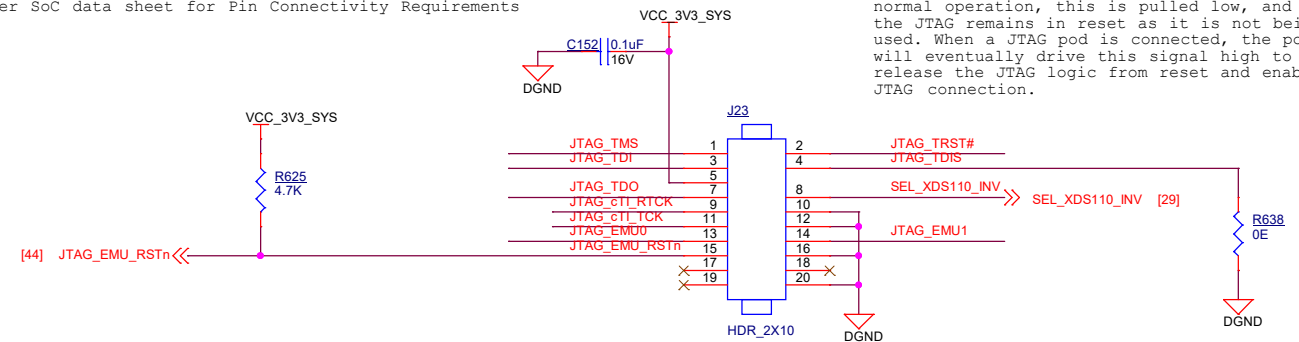 er SoC data sheet for Pin Connectivity Requirements
normal operation, this is pulled low, and
the JTAG remains in reset as it is not bei
used. When a JTAG pod is connected, the po
will eventually drive this signal high to
release the JTAG logic from reset and enab
JTAG connection.
VCC_3V3_SYS
C152
0.1uF
16V
DGND
VCC_3V3_SYS
R625
4.7K
J23
JTAG_TMS 1
2 JTAG_TRST#
JTAG_TDI 3
4 JTAG_TDIS
5
JTAG_TDO 7
8 SEL_XDS110_INV
SEL_XDS110_INV [29]
JTAG_cTI_RTCK 9
10
JTAG_cTI_TCK 11
12
JTAG_EMU0 13
14 JTAG_EMU1
JTAG_EMU_RSTn 15
16
17
18
19
20
[44] JTAG_EMU_RSTn
R638
0E
HDR_2X10
DGND
DGND